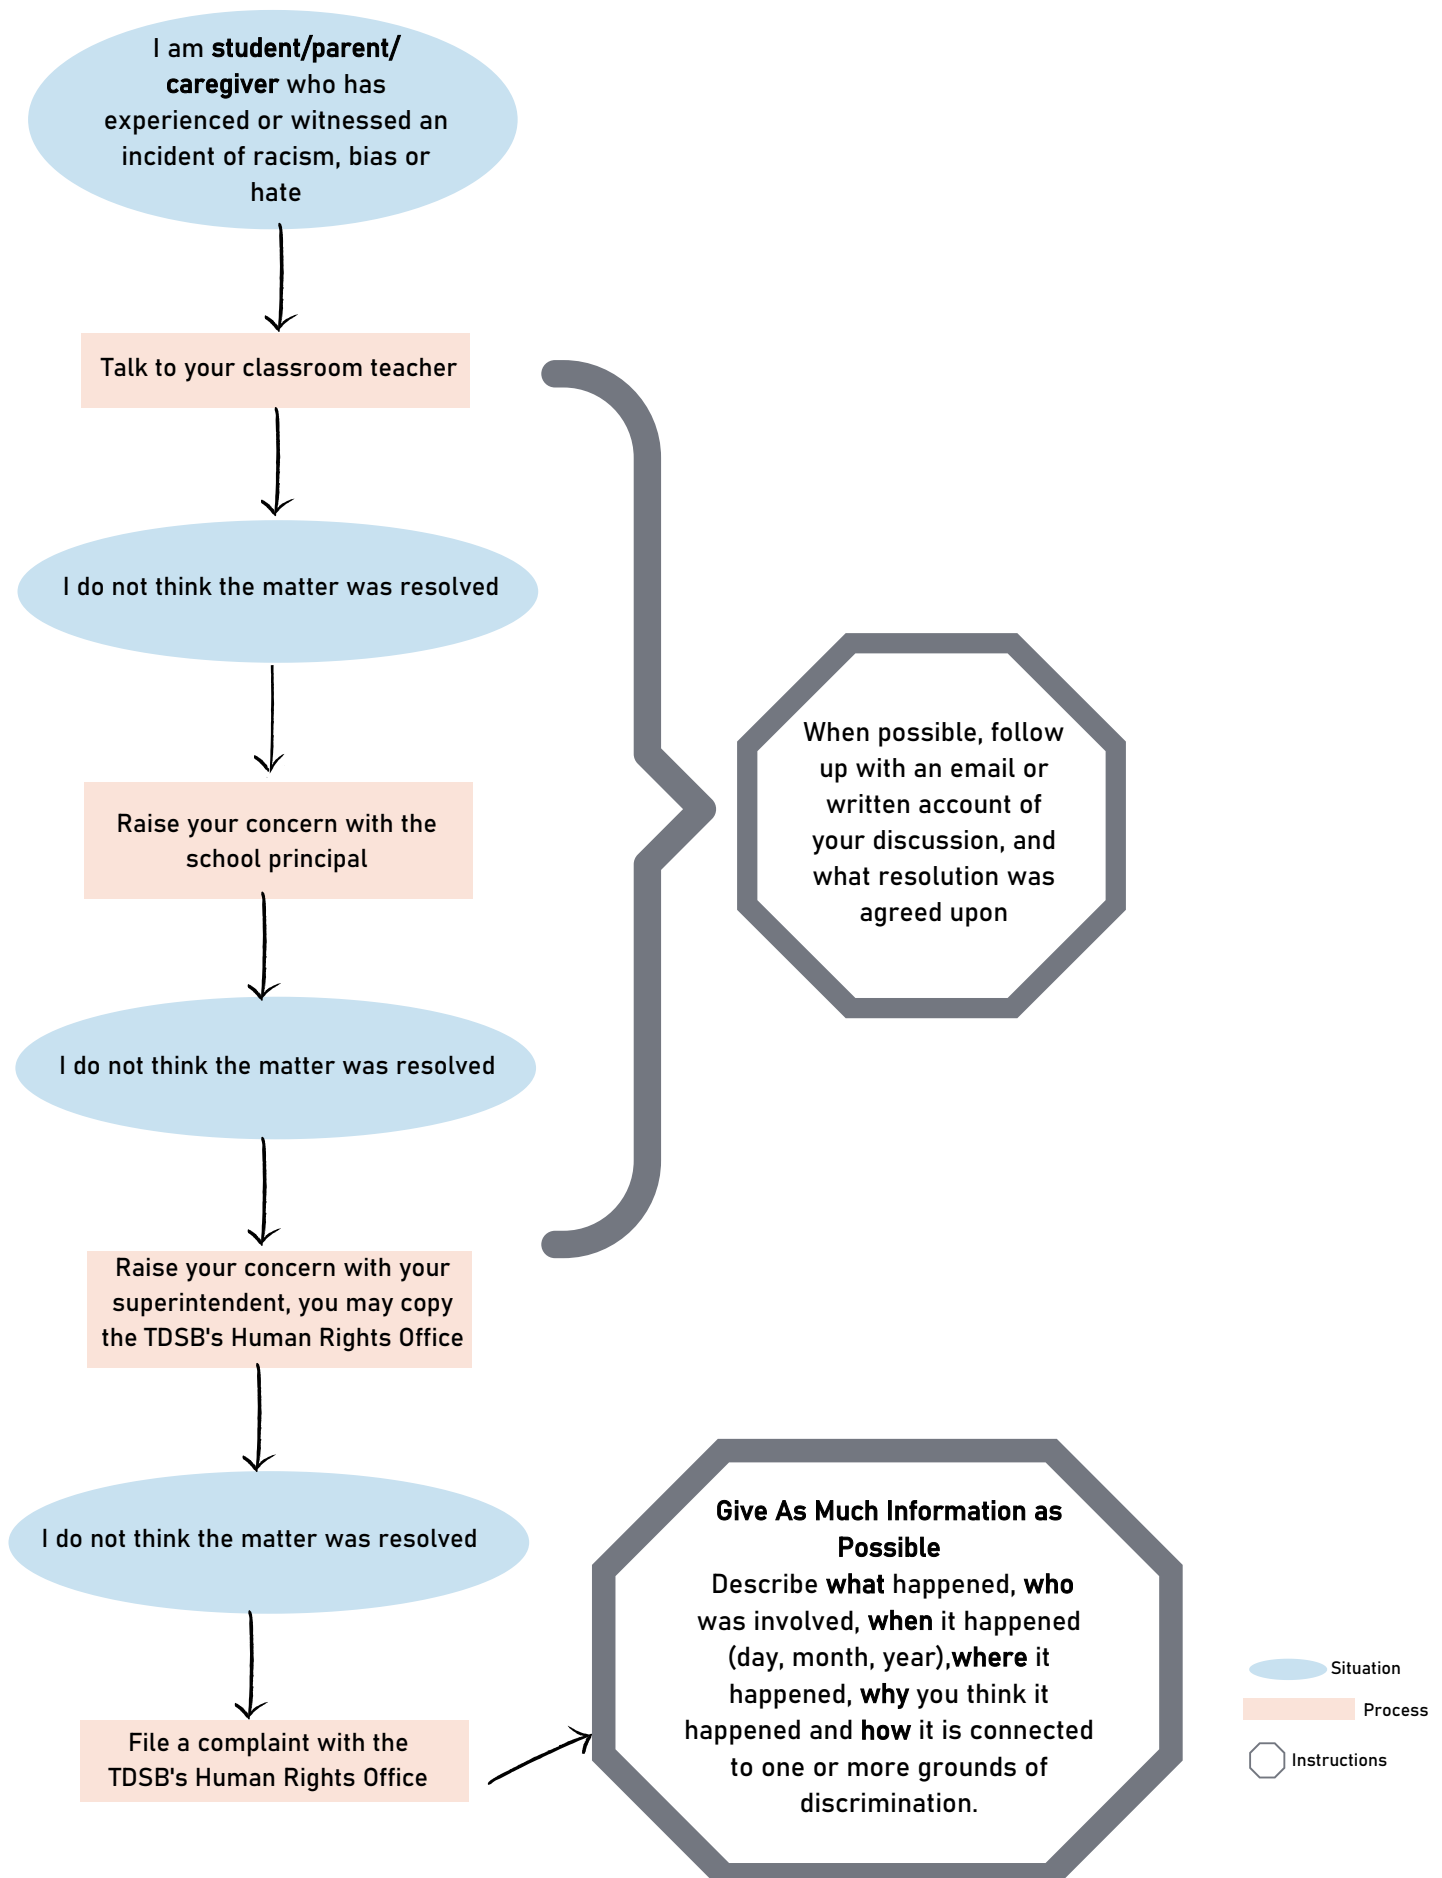 I am student/parent/
caregiver who has
experienced or witnessed an
incident of racism, bias or
hate
Talk to your classroom teacher
I do not think the matter was resolved
Raise your concern with the
school principal
When possible, follow
up with an email or
written account of
your discussion, and
what resolution was
agreed upon
I do not think the matter was resolved
Raise your concern with your
superintendent, you may copy
the TDSB's Human Rights Office
I do not think the matter was resolved
File a complaint with the
TDSB's Human Rights Office
Give As Much Information as
Possible
Describe what happened, who
was involved, when it happened
(day, month, year),where it
happened, why you think it
happened and how it is connected
to one or more grounds of
discrimination.
Situation
Process
Instructions